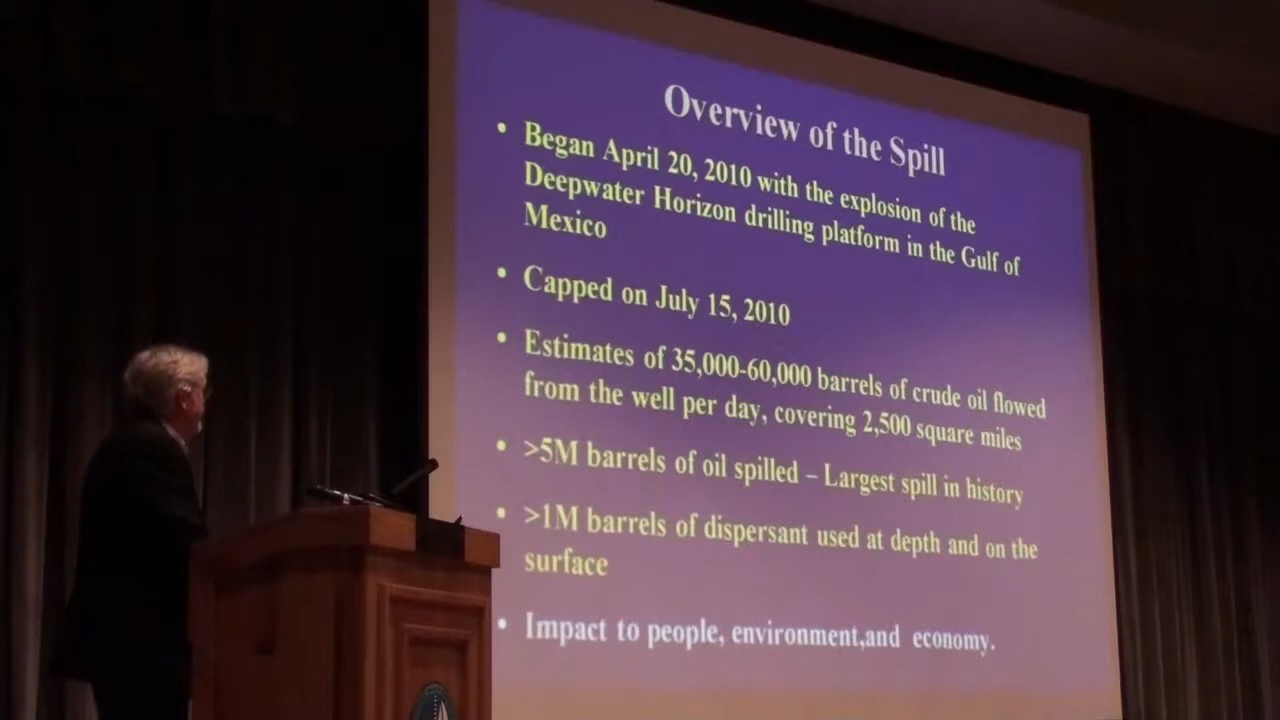 Overview of the Spill
• Began April 20, 2010 with the explosion of the
Deepwater Horizon drilling platform in the Gulf of
Mexico
• Capped on July 15, 2010
• Estimates of 35,000-60,000 barrels of crude oil flowed
from the well per day, covering 2,500 square miles
• >5M barrels of oil spilled – Largest spill in history
• >1M barrels of dispersant used at depth and on the
surface
• Impact to people, environment,and economy.